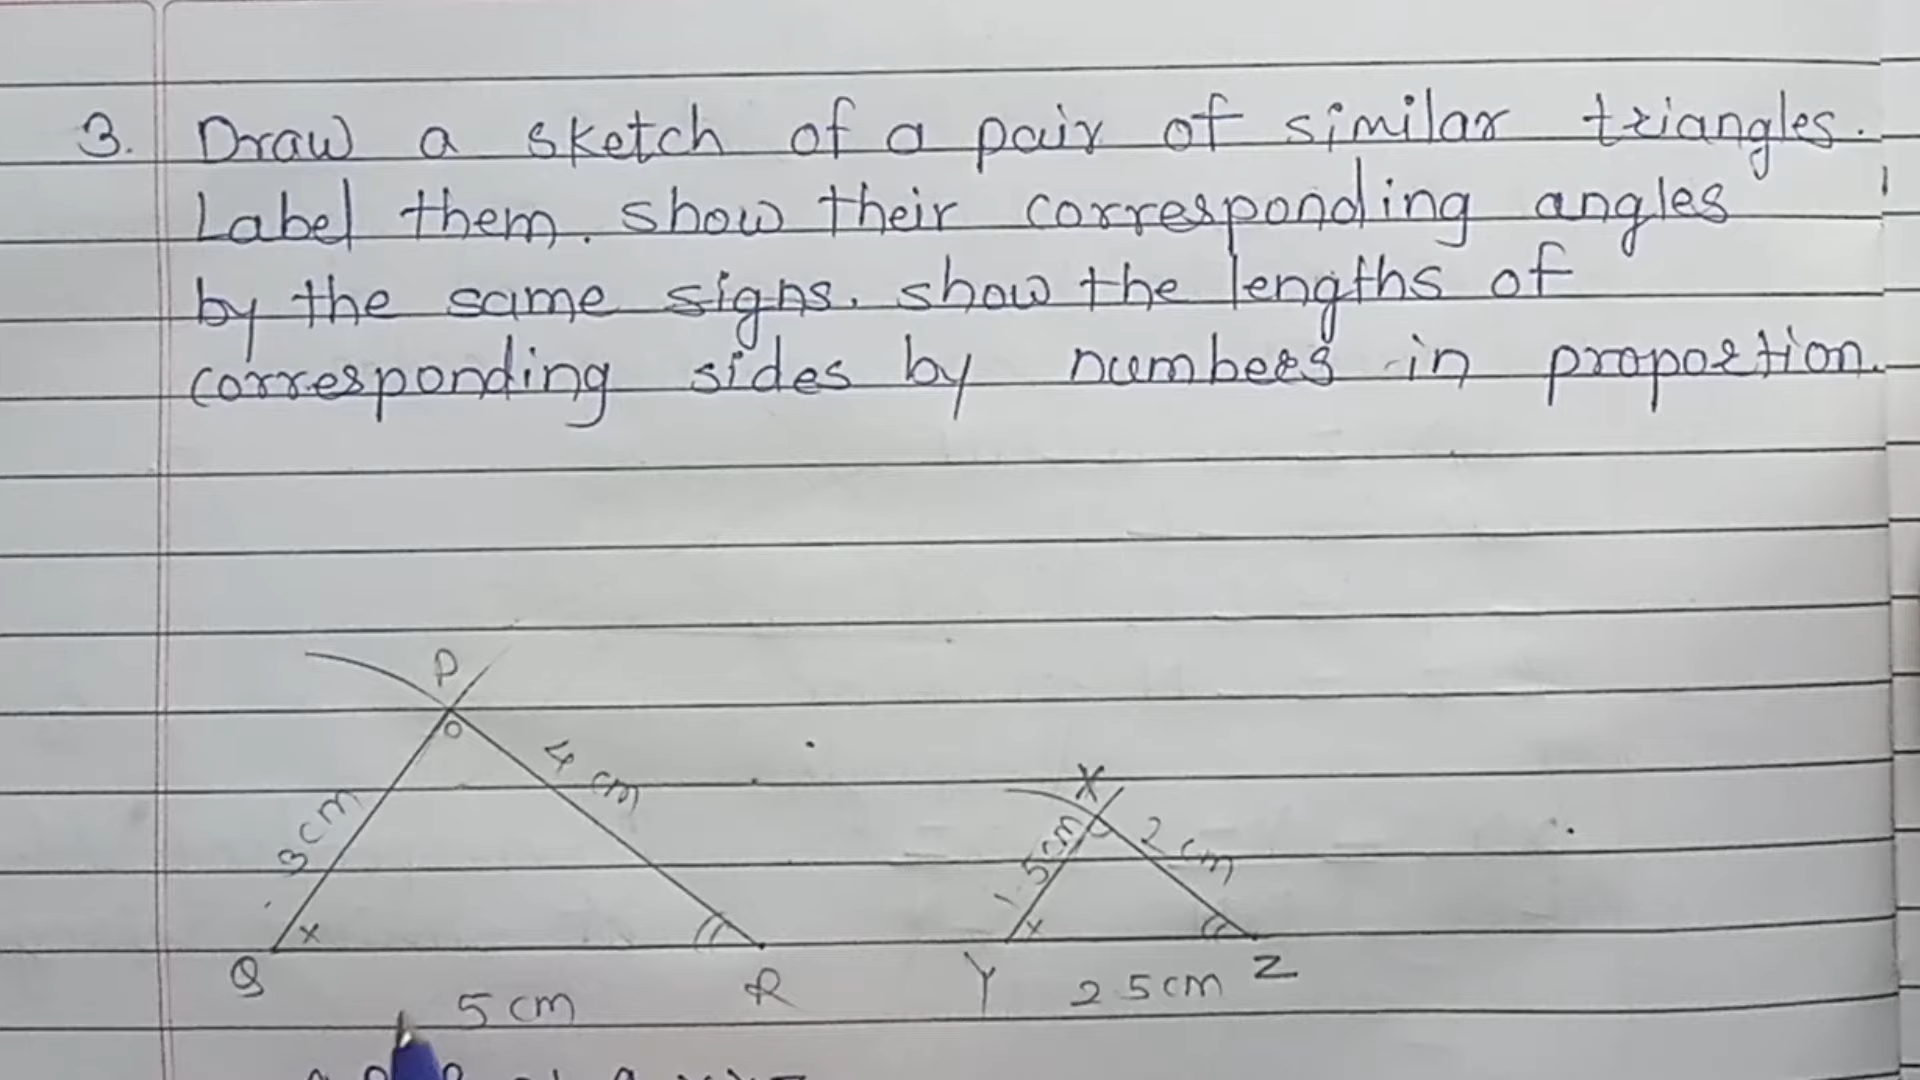 3. Draw a sketch of a pair of similar triangles.
Label them. show their corresponding angles
by the same signs. show the lengths of
corresponding sides by numbers in proportion.
P
4 cm
3cm
X
2 cm
1.5cm
Q
R
Y
Z
5 cm
2.5cm